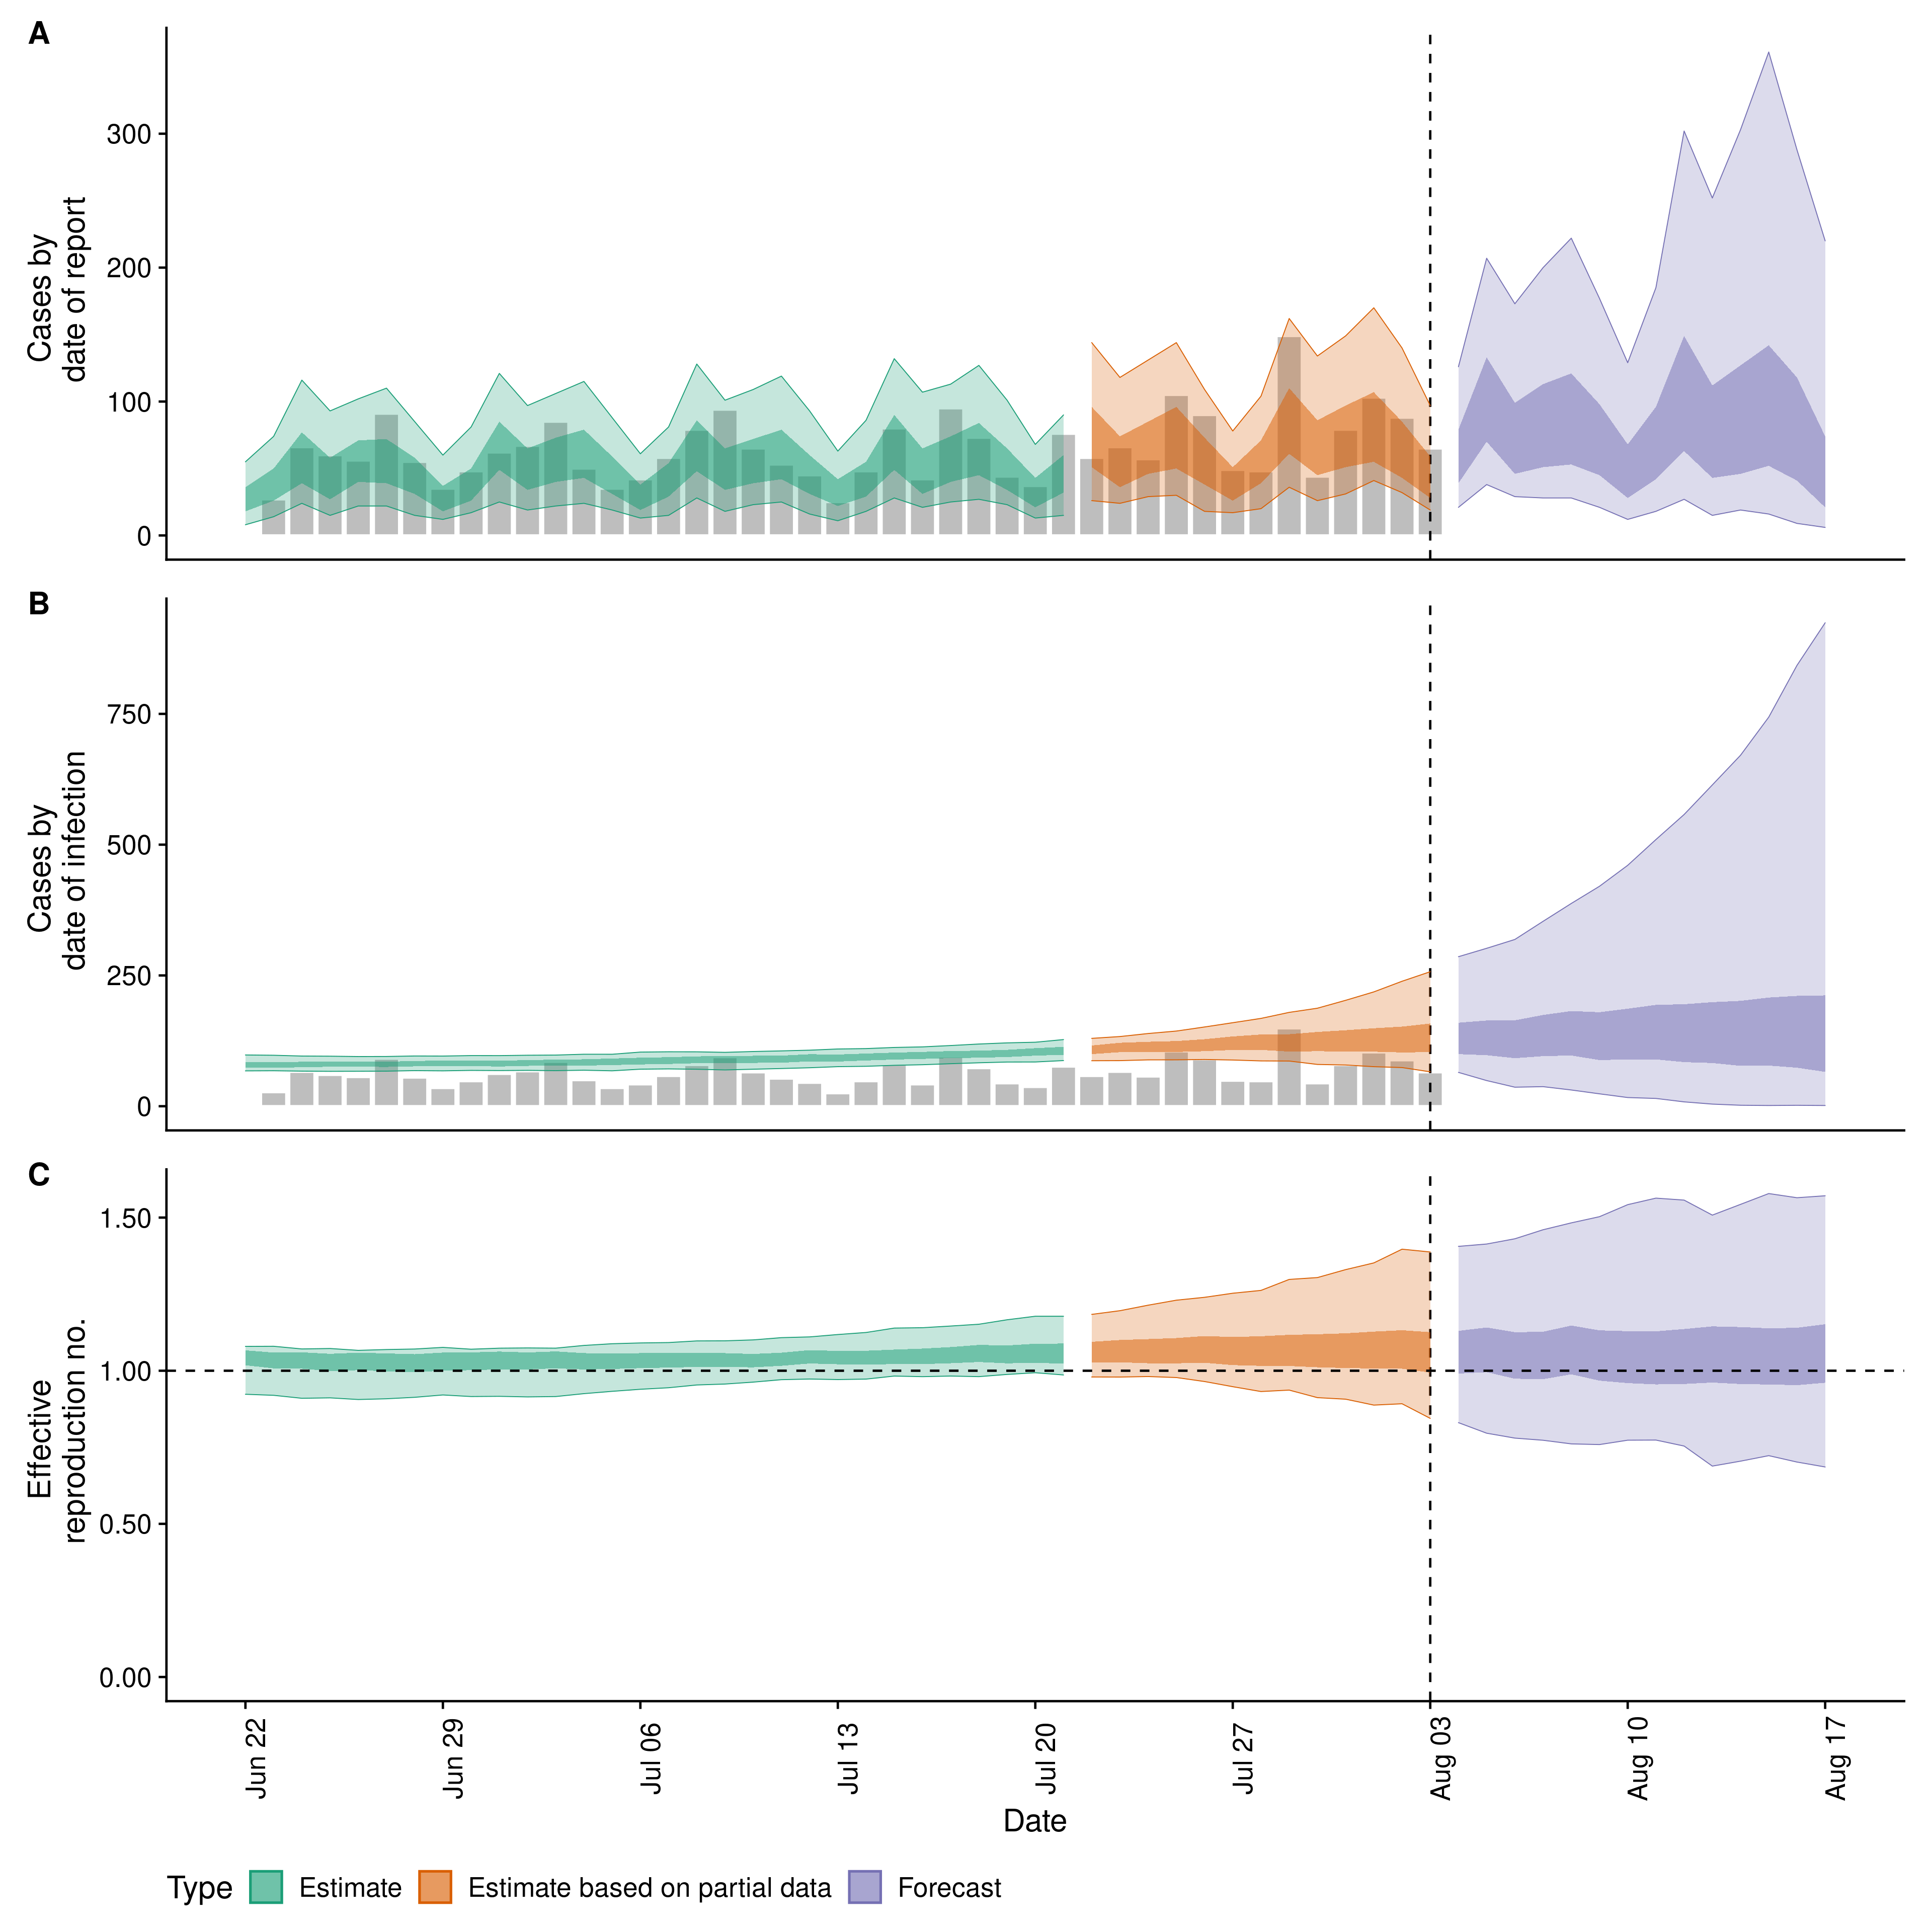 A
Cases by
date of report
300
200
100
0
B
Cases by
date of infection
750
500
250
0
C
Effective
reproduction no.
1.50
1.00
0.50
0.00
Jun 22
Jun 29
Jul 06
Jul 13
Jul 20
Jul 27
Aug 03
Aug 10
Aug 17
Date
Type Estimate Estimate based on partial data Forecast